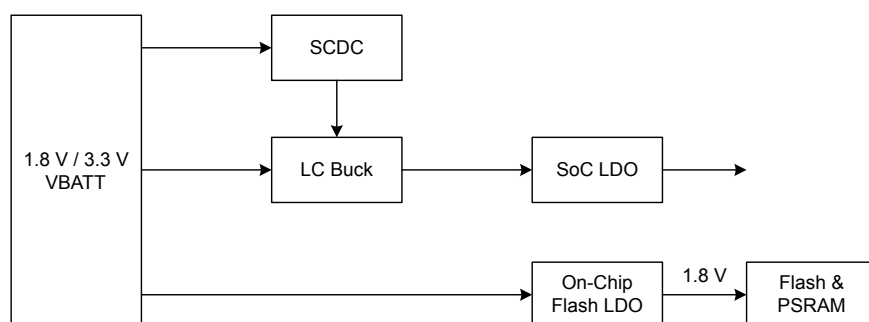 SCDC
1.8 V / 3.3 V
VBATT
LC Buck
SoC LDO
On-Chip
Flash LDO
1.8 V
Flash &
PSRAM